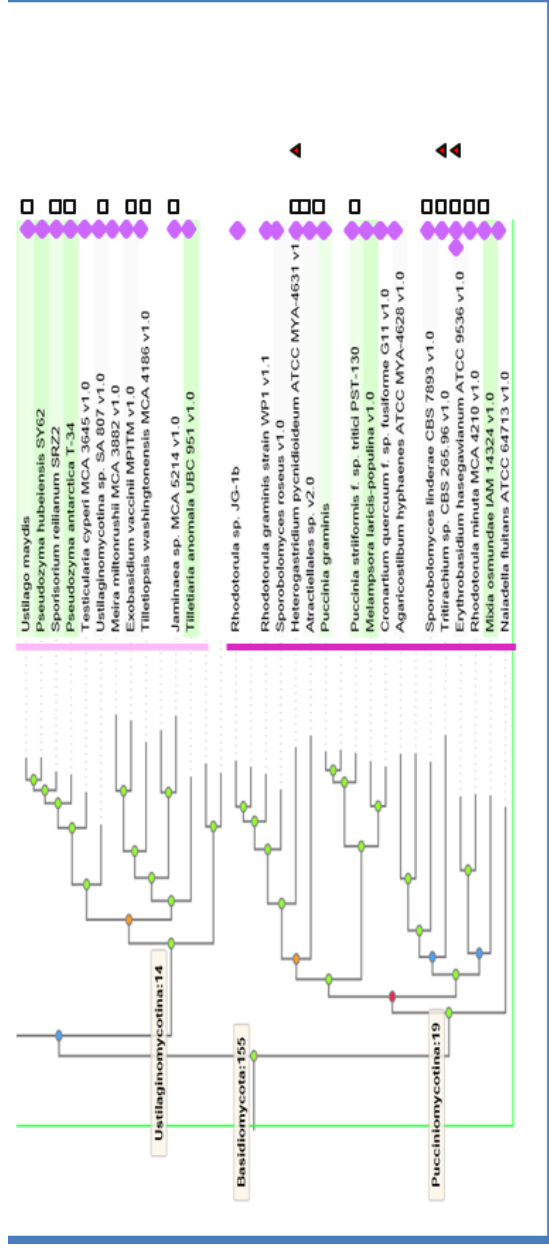 Ustilago maydis
Pseudozyma hubeiensis SY62
Sporisorium reilianum SRZ2
Pseudozyma antarctica T-34
Testicularia cyperi MCA 3645 v1.0
Ustilaginomycotina sp. SA 807 v1.0
Meira miltonrushii MCA 3882 v1.0
Exobasidium vaccinii MPITM v1.0
Tilletiopsis washingtonensis MCA 4186 v1.0
Jaminaea sp. MCA 5214 v1.0
Tilletiaria anomala UBC 951 v1.0
Rhodotorula sp. JG-1b
Rhodotorula graminis strain WP1 v1.1
Sporobolomyces roseus v1.0
Heterogastridium pycnidioideum ATCC MYA-4631 v1
Atractiellales sp. v2.0
Puccinia graminis
Puccinia striiformis f. sp. tritici PST-130
Melampsora laricis-populina v1.0
Cronartium quercuum f. sp. fusiforme G11 v1.0
Agaricostilbum hyphaenes ATCC MYA-4628 v1.0
Sporobolomyces linderae CBS 7893 v1.0
Tritirachium sp. CBS 265.96 v1.0
Erythrobasidium hasegawianum ATCC 9536 v1.0
Rhodotorula minuta MCA 4210 v1.0
Mixia osmundae IAM 14324 v1.0
Naiadella fluitans ATCC 64713 v1.0
Ustilaginomycotina:14
Basidiomycota:155
Pucciniomycotina:19